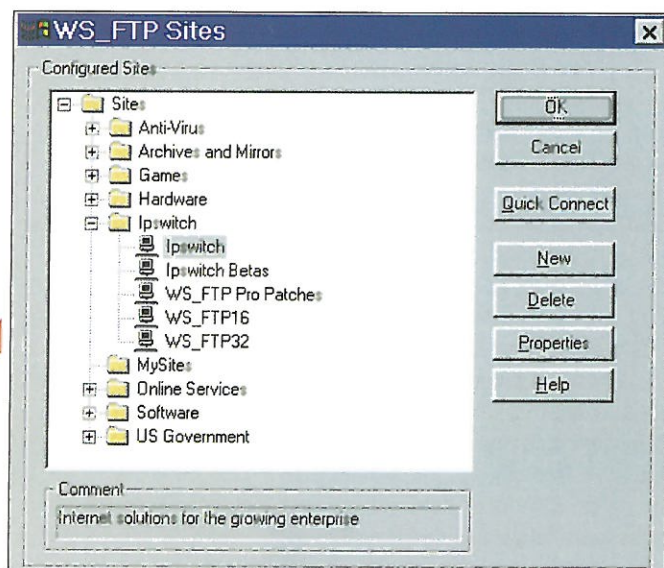 WS_FTP Sites
Configured Sites
Sites
Anti-Virus
Archives and Mirrors
Games
Hardware
Ipswitch
Ipswitch
Ipswitch Betas
WS_FTP Pro Patches
WS_FTP16
WS_FTP32
MySites
Online Services
Software
US Government
OK
Cancel
Quick Connect
New
Delete
Properties
Help
Comment
Internet solutions for the growing enterprise